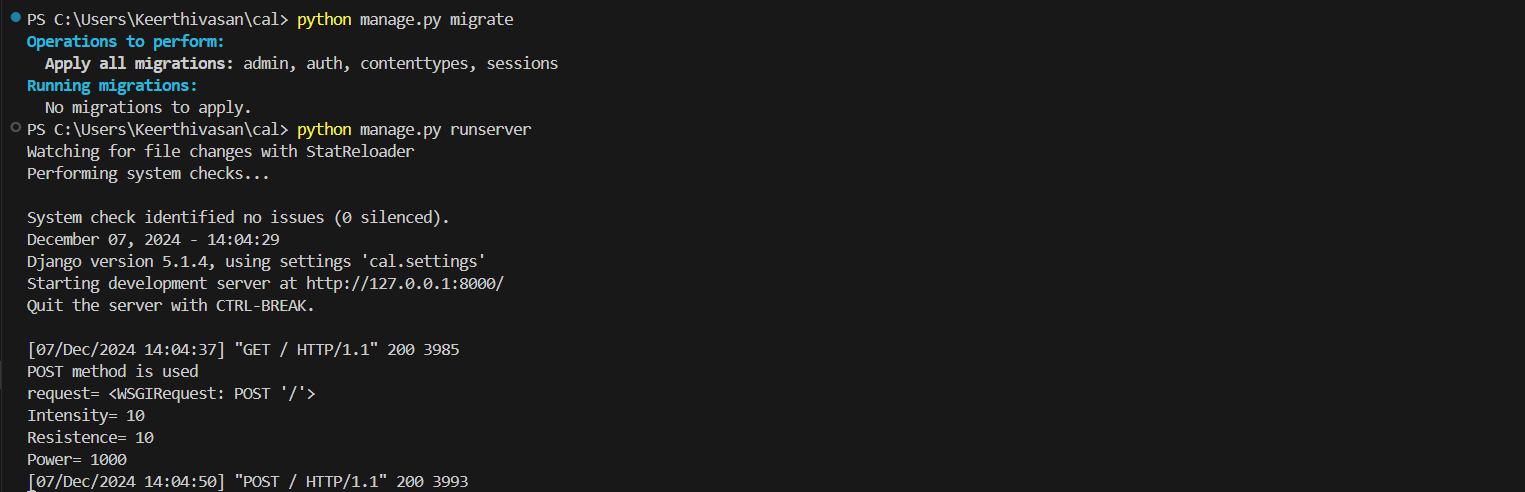 PS C:\Users\Keerthivasan\cal> python manage.py migrate
Operations to perform:
  Apply all migrations: admin, auth, contenttypes, sessions
Running migrations:
  No migrations to apply.
PS C:\Users\Keerthivasan\cal> python manage.py runserver
Watching for file changes with StatReloader
Performing system checks...

System check identified no issues (0 silenced).
December 07, 2024 - 14:04:29
Django version 5.1.4, using settings 'cal.settings'
Starting development server at http://127.0.0.1:8000/
Quit the server with CTRL-BREAK.

[07/Dec/2024 14:04:37] "GET / HTTP/1.1" 200 3985
POST method is used
request= <WSGIRequest: POST '/'>
Intensity= 10
Resistence= 10
Power= 1000
[07/Dec/2024 14:04:50] "POST / HTTP/1.1" 200 3993